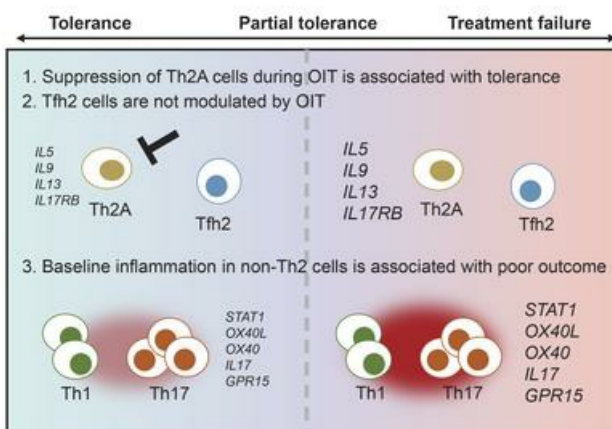 Tolerance Partial tolerance Treatment failure
1. Suppression of Th2A cells during OIT is associated with tolerance
2. Tfh2 cells are not modulated by OIT
IL5
IL9
IL13
IL17RB
Th2A
Tfh2
IL5
IL9
IL13
IL17RB
Th2A
Tfh2
3. Baseline inflammation in non-Th2 cells is associated with poor outcome
Th1
Th17
STAT1
OX40L
OX40
IL17
GPR15
Th1
Th17
STAT1
OX40L
OX40
IL17
GPR15